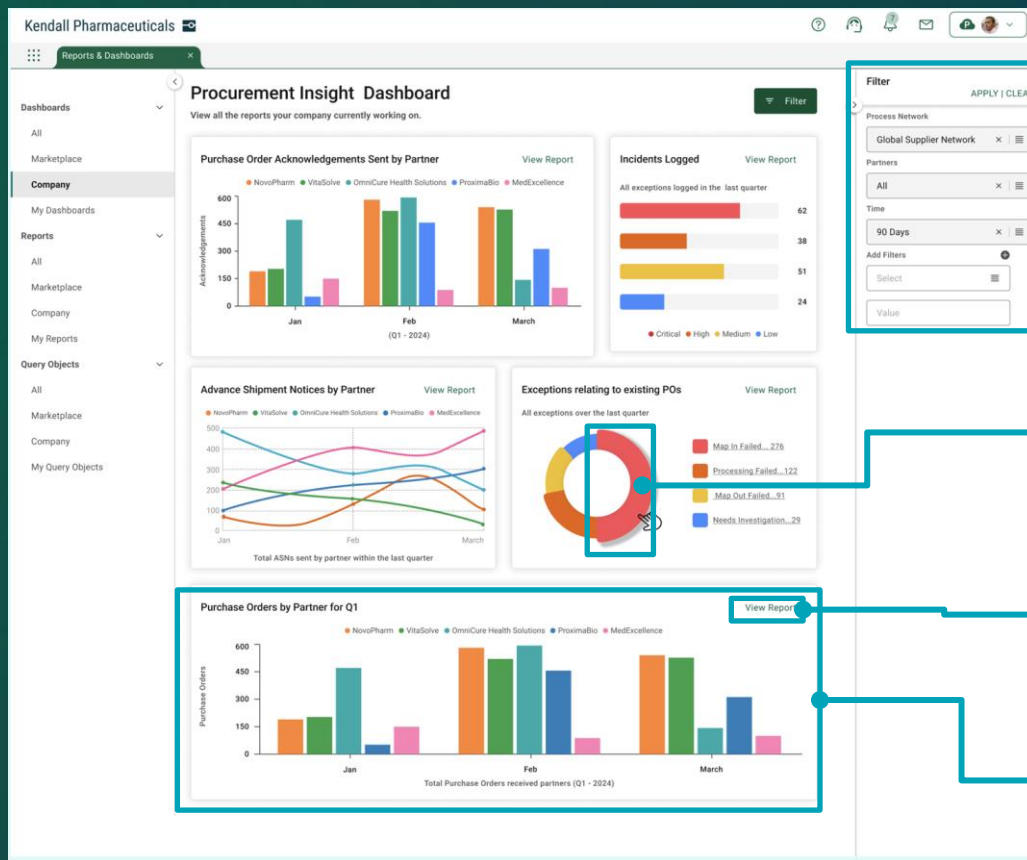 Kendall Pharmaceuticals
7
P
Reports & Dashboards ×
Dashboards
All
Marketplace
Company
My Dashboards
Reports
All
Marketplace
Company
My Reports
Query Objects
All
Marketplace
Company
My Query Objects
Procurement Insight Dashboard
View all the reports your company currently working on.
Filter
Purchase Order Acknowledgements Sent by Partner View Report
NovoPharm VitaSolve OmniCure Health Solutions ProximaBio MedExcellence
Acknowledgements
600
450
300
150
0
Jan Feb March
(Q1 - 2024)
Incidents Logged View Report
All exceptions logged in the last quarter
62
38
51
24
Critical High Medium Low
Advance Shipment Notices by Partner View Report
NovoPharm VitaSolve OmniCure Health Solutions ProximaBio MedExcellence
500
400
300
200
100
0
Jan Feb March
Total ASNs sent by partner within the last quarter
Exceptions relating to existing POs View Report
All exceptions over the last quarter
Map In Failed... 276
Processing Failed...122
Map Out Failed...91
Needs Investigation...29
Purchase Orders by Partner for Q1 View Report
NovoPharm VitaSolve OmniCure Health Solutions ProximaBio MedExcellence
Purchase Orders
600
450
300
150
0
Jan Feb March
Total Purchase Orders received partners (Q1 - 2024)
Filter
APPLY | CLEA
Process Network
Global Supplier Network ×
Partners
All ×
Time
90 Days ×
Add Filters
Select
Value